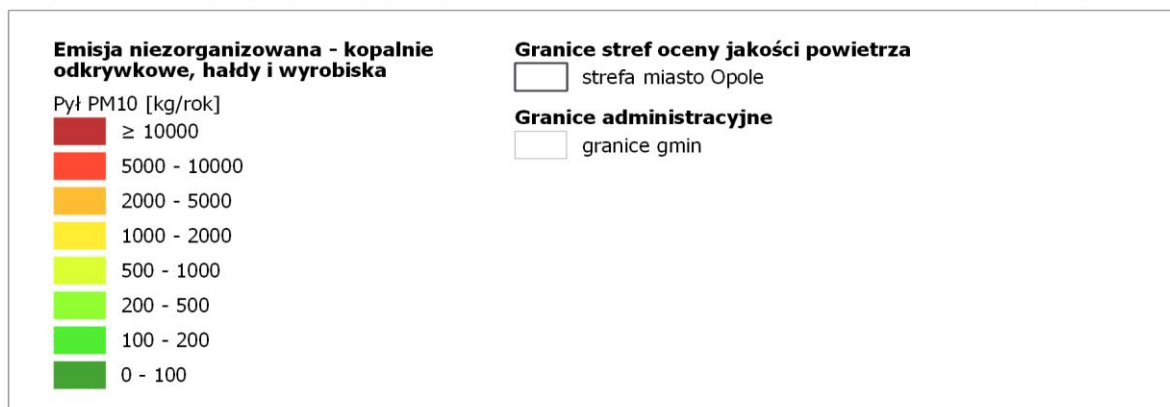 Emisja niezorganizowana - kopalnie
odkrywkowe, hałdy i wyrobiska
Pył PM10 [kg/rok]
≥ 10000
5000 - 10000
2000 - 5000
1000 - 2000
500 - 1000
200 - 500
100 - 200
0 - 100
Granice stref oceny jakości powietrza
strefa miasto Opole
Granice administracyjne
granice gmin